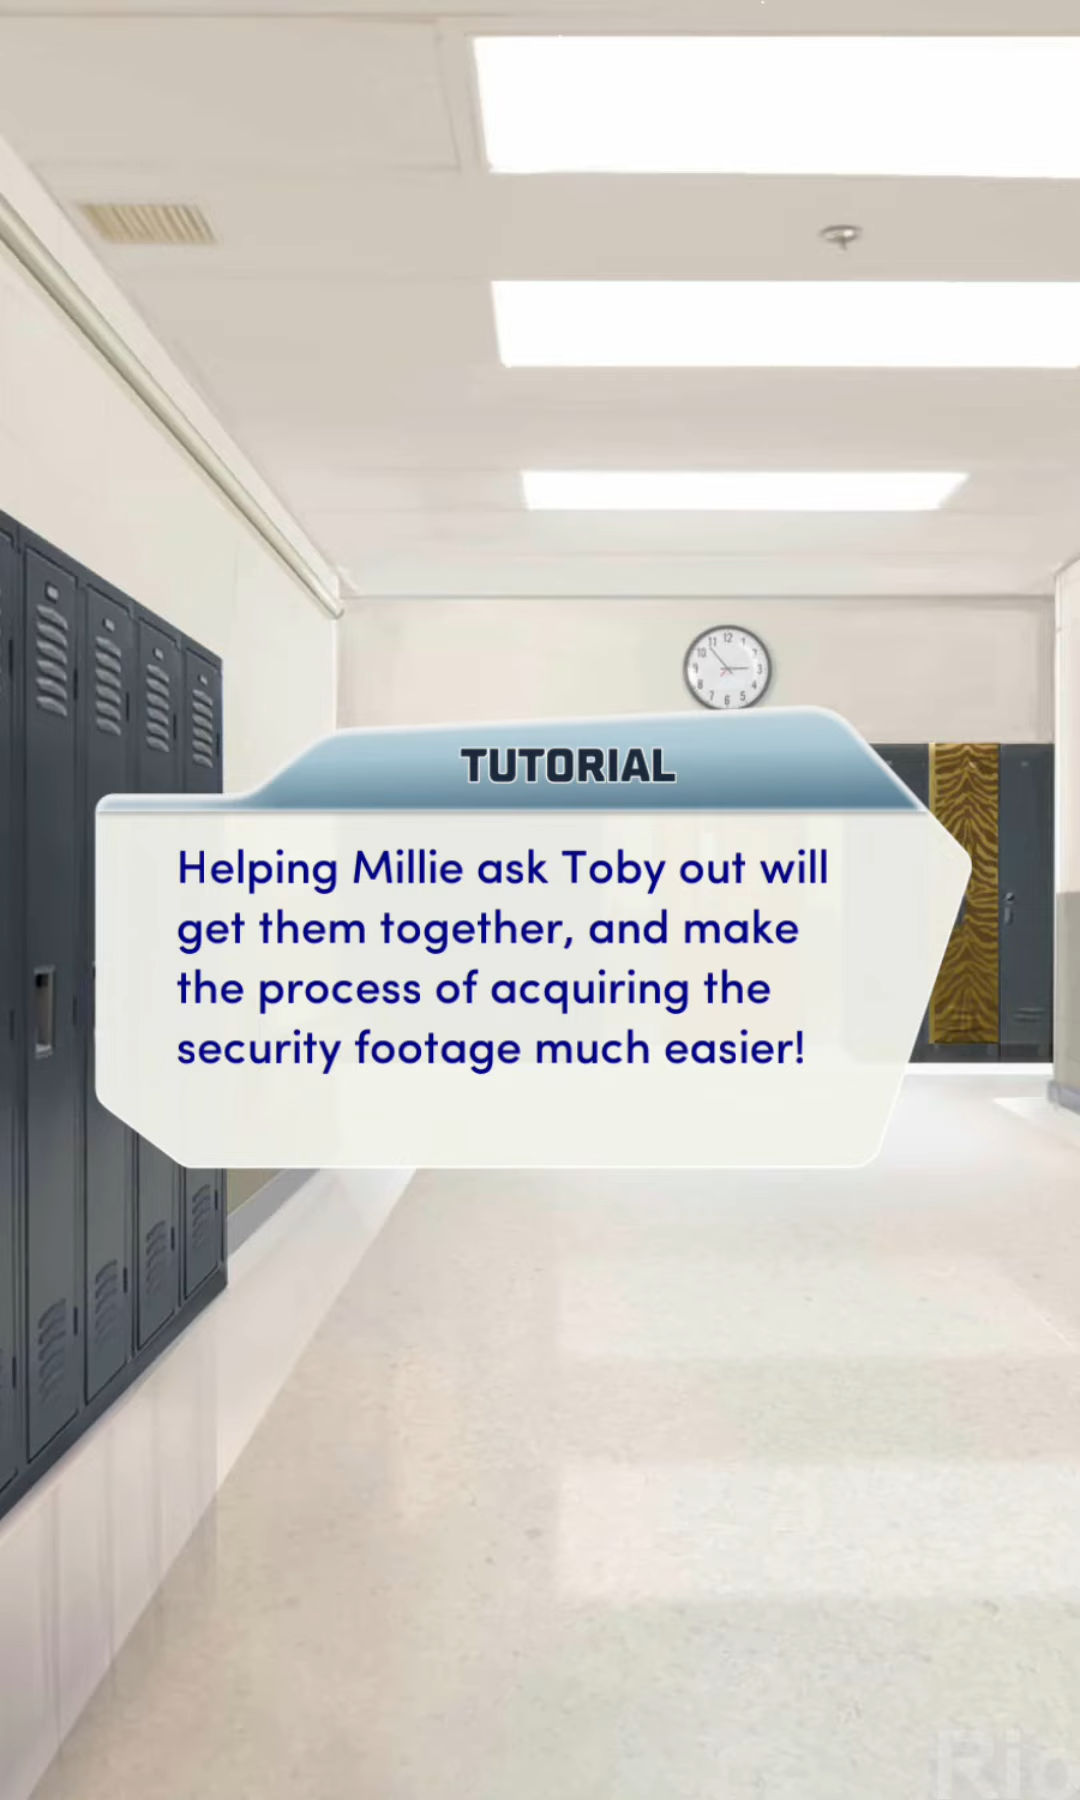 TUTORIAL
Helping Millie ask Toby out will
get them together, and make
the process of acquiring the
security footage much easier!